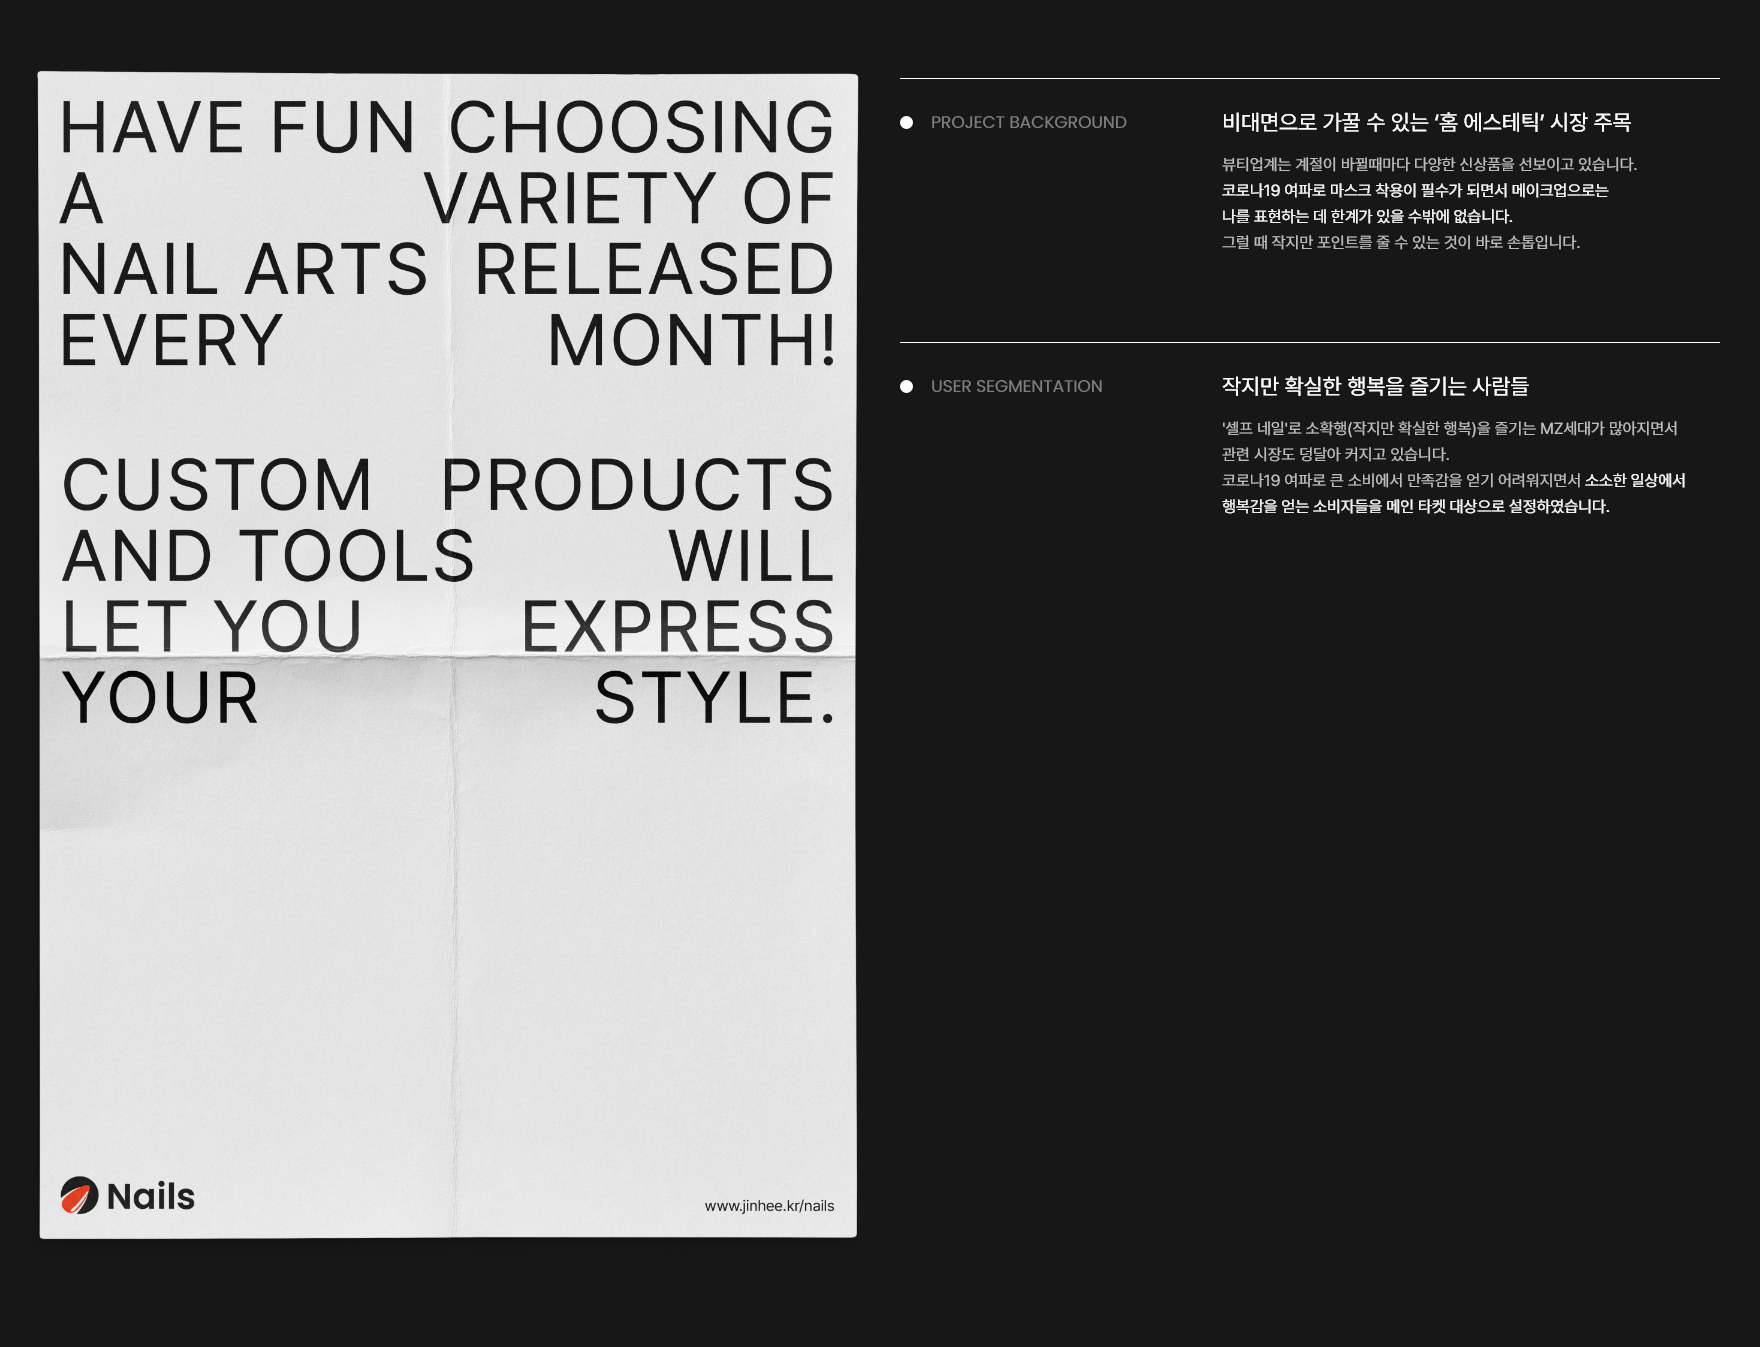 HAVE FUN CHOOSING
A VARIETY OF
NAIL ARTS RELEASED
EVERY MONTH!
CUSTOM PRODUCTS
AND TOOLS WILL
LET YOU EXPRESS
YOUR STYLE.
Nails
www.jinhee.kr/nails
PROJECT BACKGROUND
비대면으로 가꿀 수 있는 ‘홈 에스테틱’ 시장 주목
뷰티업계는 계절이 바뀔때마다 다양한 신상품을 선보이고 있습니다.
코로나19 여파로 마스크 착용이 필수가 되면서 메이크업으로는
나를 표현하는 데 한계가 있을 수밖에 없습니다.
그럴 때 작지만 포인트를 줄 수 있는 것이 바로 손톱입니다.
USER SEGMENTATION
작지만 확실한 행복을 즐기는 사람들
'셀프 네일'로 소확행(작지만 확실한 행복)을 즐기는 MZ세대가 많아지면서
관련 시장도 덩달아 커지고 있습니다.
코로나19 여파로 큰 소비에서 만족감을 얻기 어려워지면서 소소한 일상에서
행복감을 얻는 소비자들을 메인 타켓 대상으로 설정하였습니다.